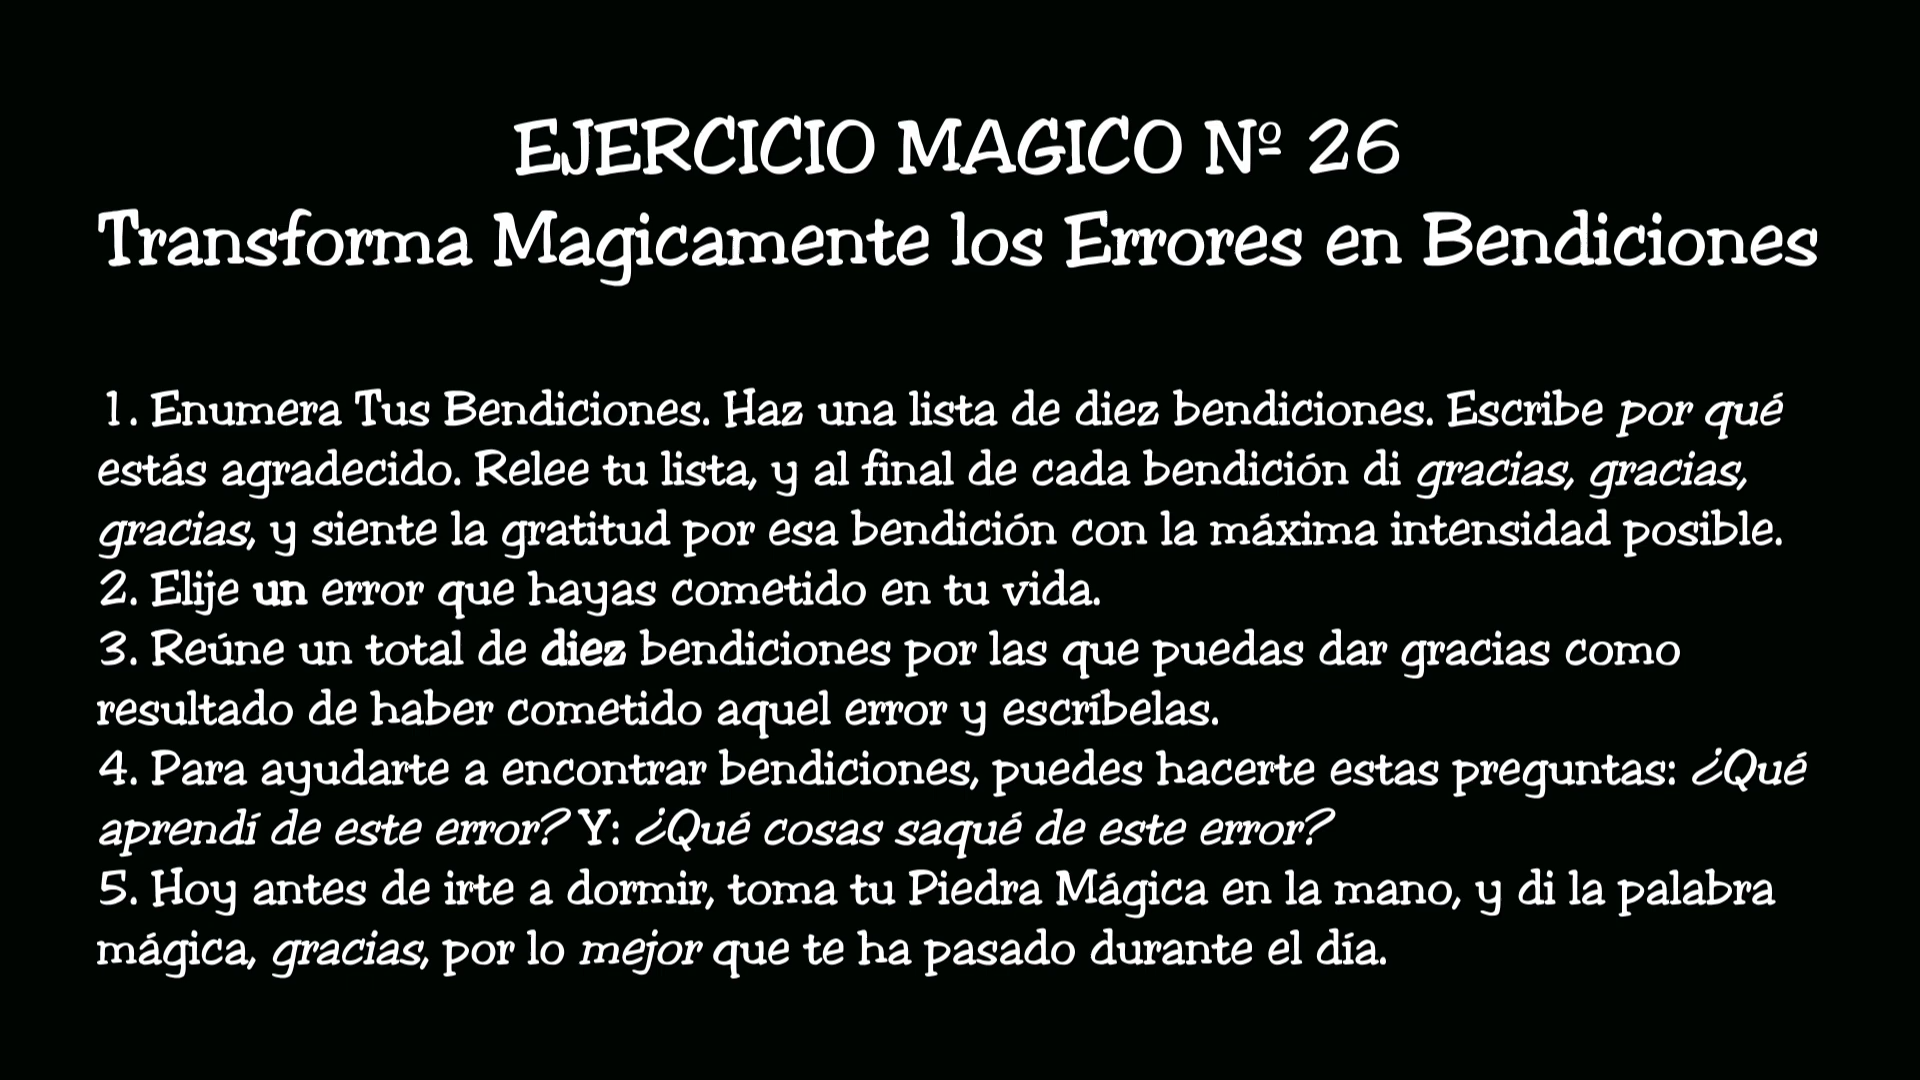 EJERCICIO MAGICO Nº 26
Transforma Magicamente los Errores en Bendiciones
1. Enumera Tus Bendiciones. Haz una lista de diez bendiciones. Escribe por qué
estás agradecido. Relee tu lista, y al final de cada bendición di gracias, gracias,
gracias, y siente la gratitud por esa bendición con la máxima intensidad posible.
2. Elije un error que hayas cometido en tu vida.
3. Reúne un total de diez bendiciones por las que puedas dar gracias como
resultado de haber cometido aquel error y escríbelas.
4. Para ayudarte a encontrar bendiciones, puedes hacerte estas preguntas: ¿Qué
aprendí de este error? Y: ¿Qué cosas saqué de este error?
5. Hoy antes de irte a dormir, toma tu Piedra Mágica en la mano, y di la palabra
mágica, gracias, por lo mejor que te ha pasado durante el día.